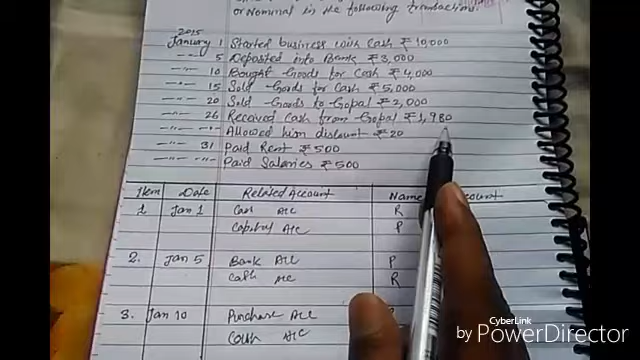 or Nominal in the following transactions.
2015
January 1 Started business with cash ₹ 10,000
—"— 5 Deposited into Bank ₹ 3,000
—"— 10 Bought Goods for cash ₹ 4,000
—"— 15 Sold Goods for cash ₹ 5,000
—"— 20 Sold Goods to Gopal ₹ 2,000
—"— 26 Received cash from Gopal ₹ 1,980
—"— —"— Allowed him discount ₹ 20
—"— 31 Paid Rent ₹ 500
—"— —"— Paid Salaries ₹ 500
Item Date Related Account Name Account
1. Jan 1 Cash A/c R
Capital A/c P
2. Jan 5 Bank A/c P
Cash A/c R
3. Jan 10 Purchase A/c
Cash A/c
CyberLink
by PowerDirector